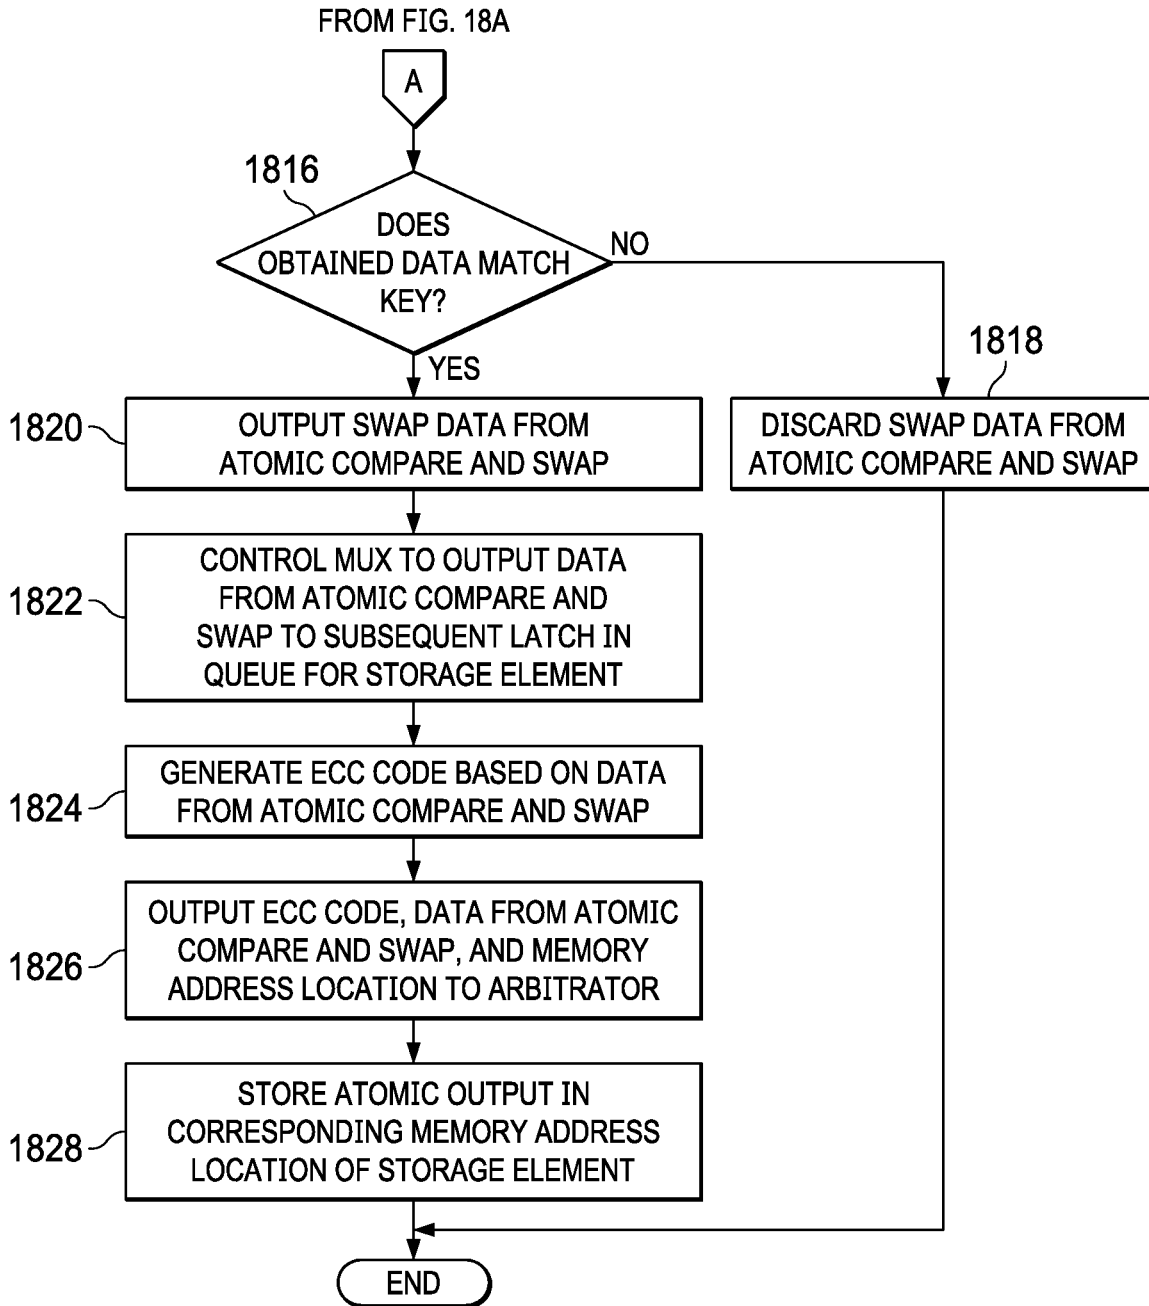 FROM FIG. 18A
A
1816
DOES
OBTAINED DATA MATCH
KEY?
NO
YES
1818
DISCARD SWAP DATA FROM
ATOMIC COMPARE AND SWAP
1820
OUTPUT SWAP DATA FROM
ATOMIC COMPARE AND SWAP
1822
CONTROL MUX TO OUTPUT DATA
FROM ATOMIC COMPARE AND
SWAP TO SUBSEQUENT LATCH IN
QUEUE FOR STORAGE ELEMENT
1824
GENERATE ECC CODE BASED ON DATA
FROM ATOMIC COMPARE AND SWAP
1826
OUTPUT ECC CODE, DATA FROM ATOMIC
COMPARE AND SWAP, AND MEMORY
ADDRESS LOCATION TO ARBITRATOR
1828
STORE ATOMIC OUTPUT IN
CORRESPONDING MEMORY ADDRESS
LOCATION OF STORAGE ELEMENT
END